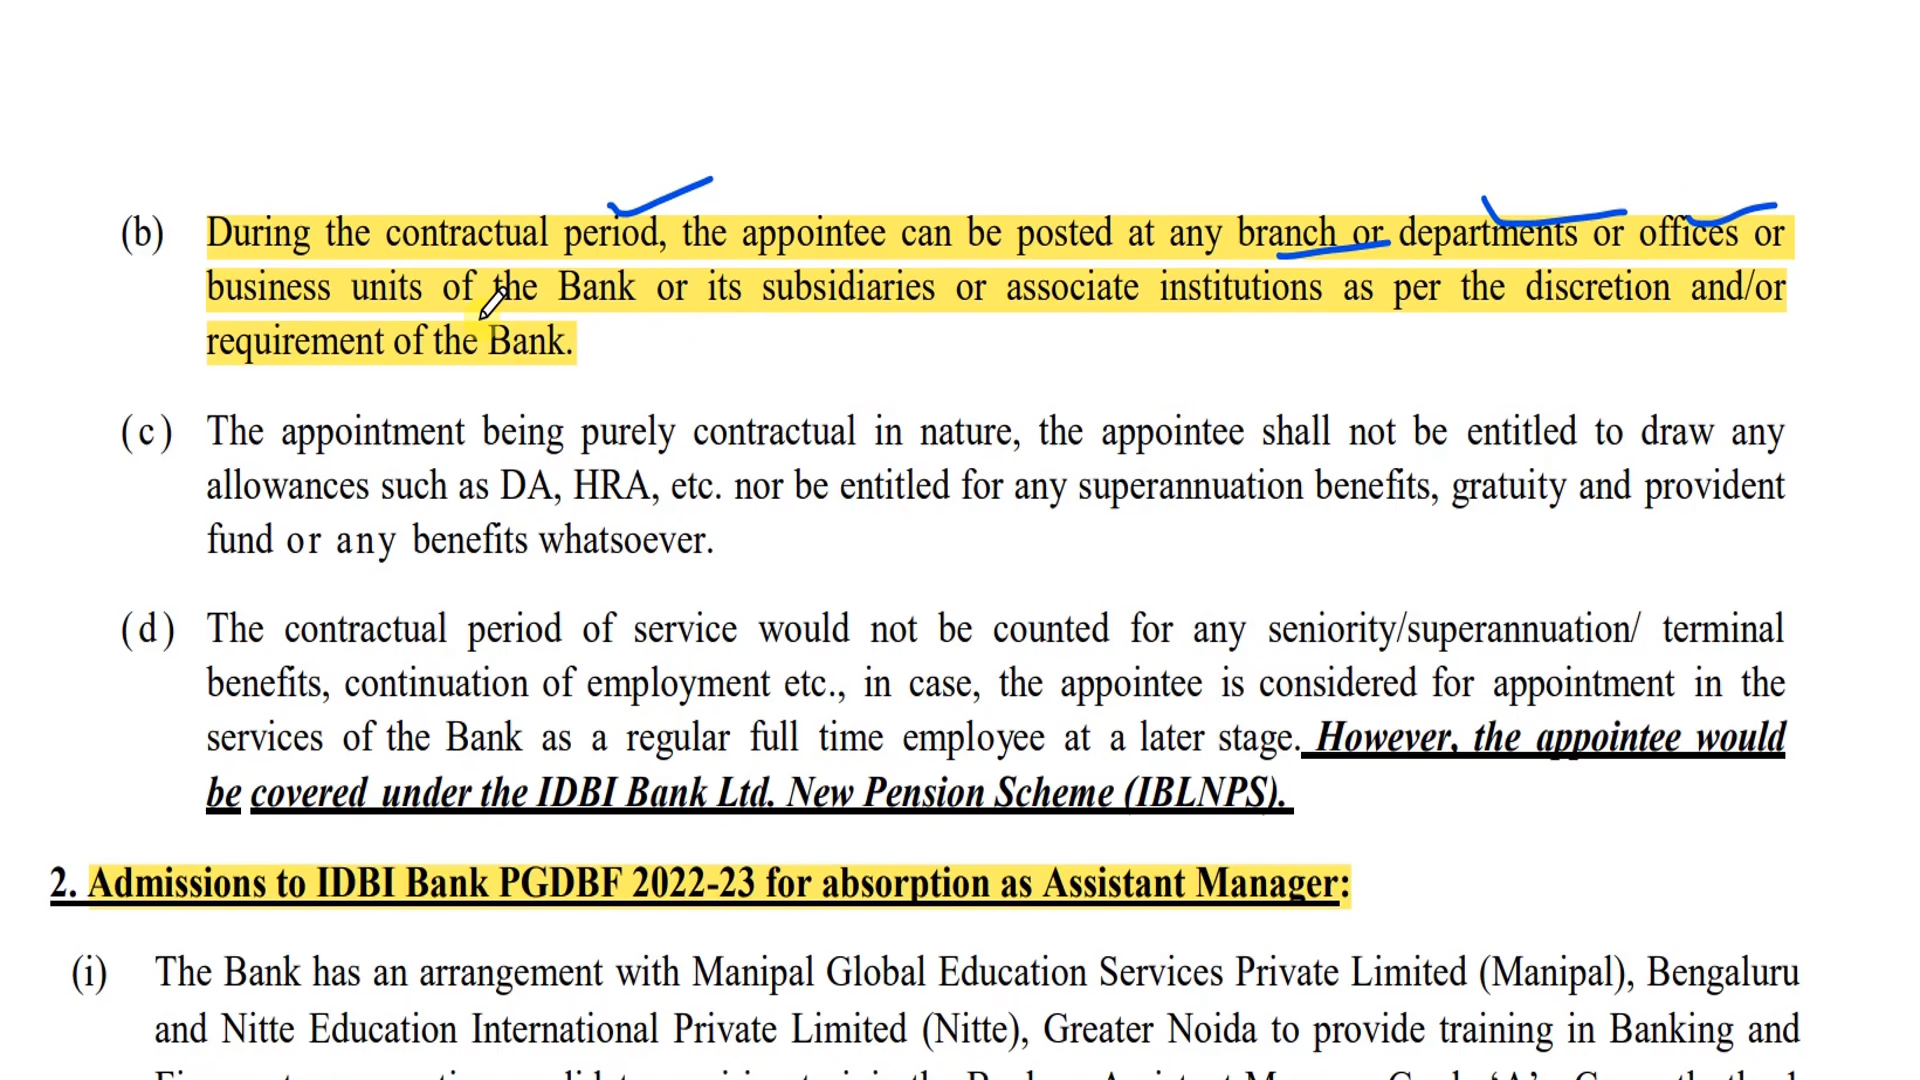 (b) During the contractual period, the appointee can be posted at any branch or departments or offices or
business units of the Bank or its subsidiaries or associate institutions as per the discretion and/or
requirement of the Bank.
(c) The appointment being purely contractual in nature, the appointee shall not be entitled to draw any
allowances such as DA, HRA, etc. nor be entitled for any superannuation benefits, gratuity and provident
fund or any benefits whatsoever.
(d) The contractual period of service would not be counted for any seniority/superannuation/ terminal
benefits, continuation of employment etc., in case, the appointee is considered for appointment in the
services of the Bank as a regular full time employee at a later stage. However, the appointee would
be covered under the IDBI Bank Ltd. New Pension Scheme (IBLNPS).
2. Admissions to IDBI Bank PGDBF 2022-23 for absorption as Assistant Manager:
(i) The Bank has an arrangement with Manipal Global Education Services Private Limited (Manipal), Bengaluru
and Nitte Education International Private Limited (Nitte), Greater Noida to provide training in Banking and